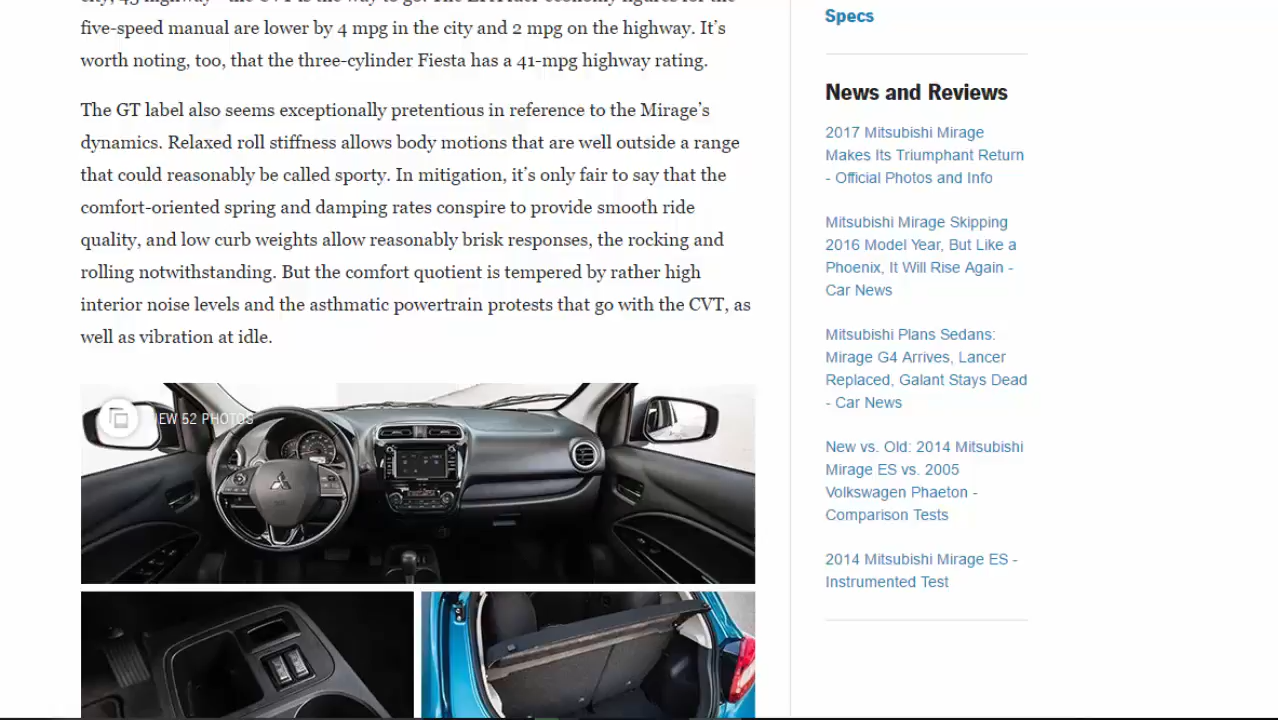 five-speed manual are lower by 4 mpg in the city and 2 mpg on the highway. It's
worth noting, too, that the three-cylinder Fiesta has a 41-mpg highway rating.
The GT label also seems exceptionally pretentious in reference to the Mirage's
dynamics. Relaxed roll stiffness allows body motions that are well outside a range
that could reasonably be called sporty. In mitigation, it's only fair to say that the
comfort-oriented spring and damping rates conspire to provide smooth ride
quality, and low curb weights allow reasonably brisk responses, the rocking and
rolling notwithstanding. But the comfort quotient is tempered by rather high
interior noise levels and the asthmatic powertrain protests that go with the CVT, as
well as vibration at idle.
IEW 52 PHOTOS
Specs
News and Reviews
2017 Mitsubishi Mirage
Makes Its Triumphant Return
- Official Photos and Info
Mitsubishi Mirage Skipping
2016 Model Year, But Like a
Phoenix, It Will Rise Again -
Car News
Mitsubishi Plans Sedans:
Mirage G4 Arrives, Lancer
Replaced, Galant Stays Dead
- Car News
New vs. Old: 2014 Mitsubishi
Mirage ES vs. 2005
Volkswagen Phaeton -
Comparison Tests
2014 Mitsubishi Mirage ES -
Instrumented Test